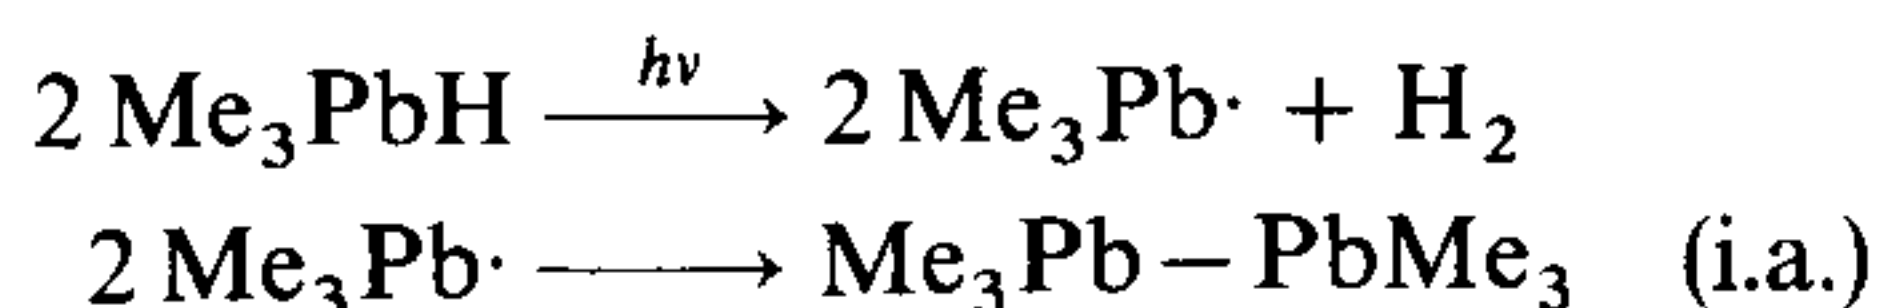 2 Me₃PbH —hν→ 2 Me₃Pb· + H₂
2 Me₃Pb· ⟶ Me₃Pb–PbMe₃ (i.a.)